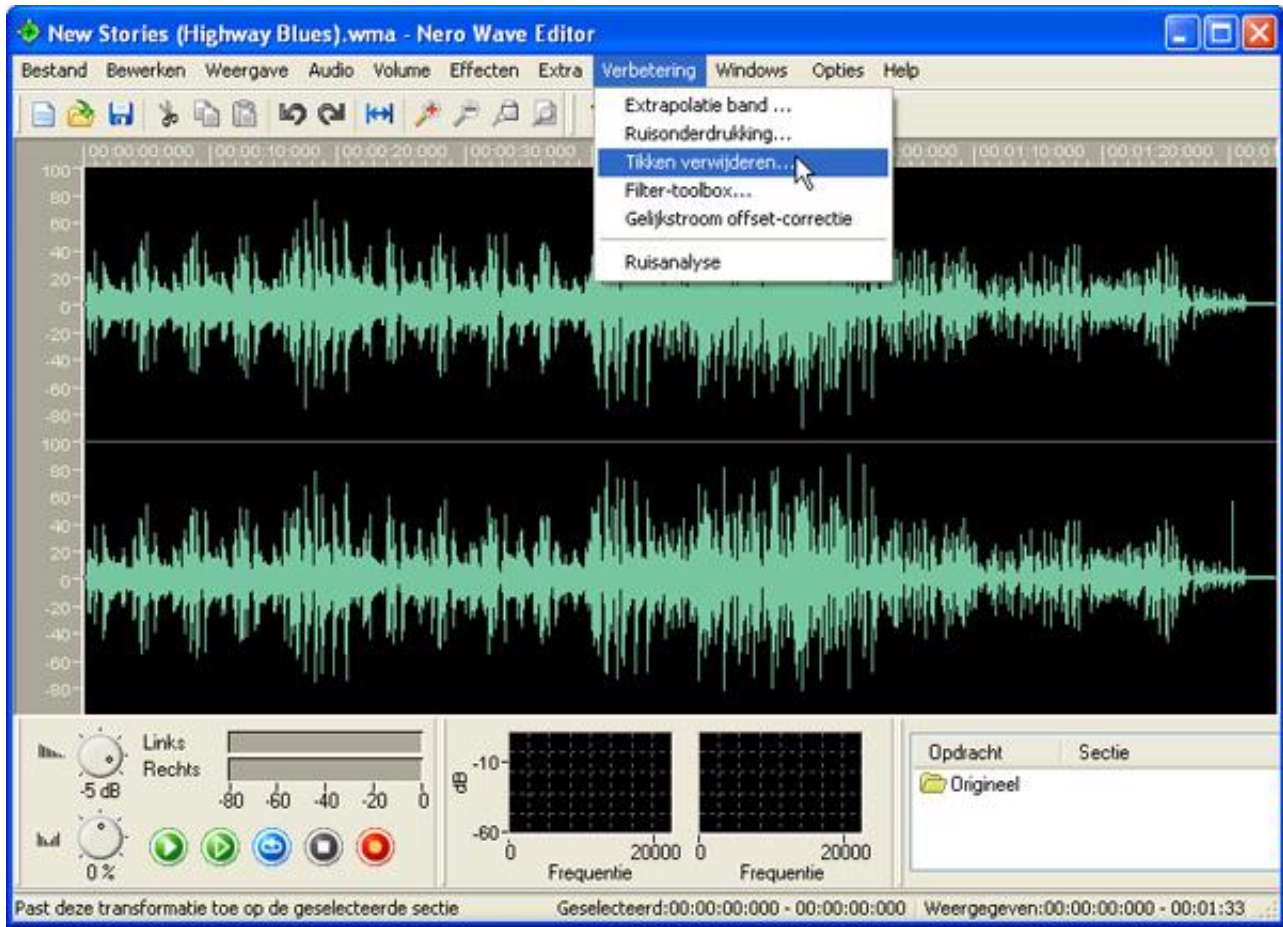 New Stories (Highway Blues).wma - Nero Wave Editor
Bestand Bewerken Weergave Audio Volume Effecten Extra Verbetering Windows Opties Help
Extrapolatie band ...
Ruisonderdrukking...
Tikken verwijderen...
Filter-toolbox...
Gelijkstroom offset-correctie
Ruisanalyse
00:00:00:000 00:00:10:000 00:00:20:000 00:00:30:000 00:01:10:000 00:01:20:000
100
80
60
40
20
0
-20
-40
-60
-80
100
80
60
40
20
0
-20
-40
-60
-80
Links
Rechts
-5 dB
-80 -60 -40 -20 0
0 %
dB
-10
-60
0 20000 0 20000
Frequentie Frequentie
Opdracht Sectie
Origineel
Past deze transformatie toe op de geselecteerde sectie Geselecteerd:00:00:00:000 - 00:00:00:000 Weergegeven:00:00:00:000 - 00:01:33